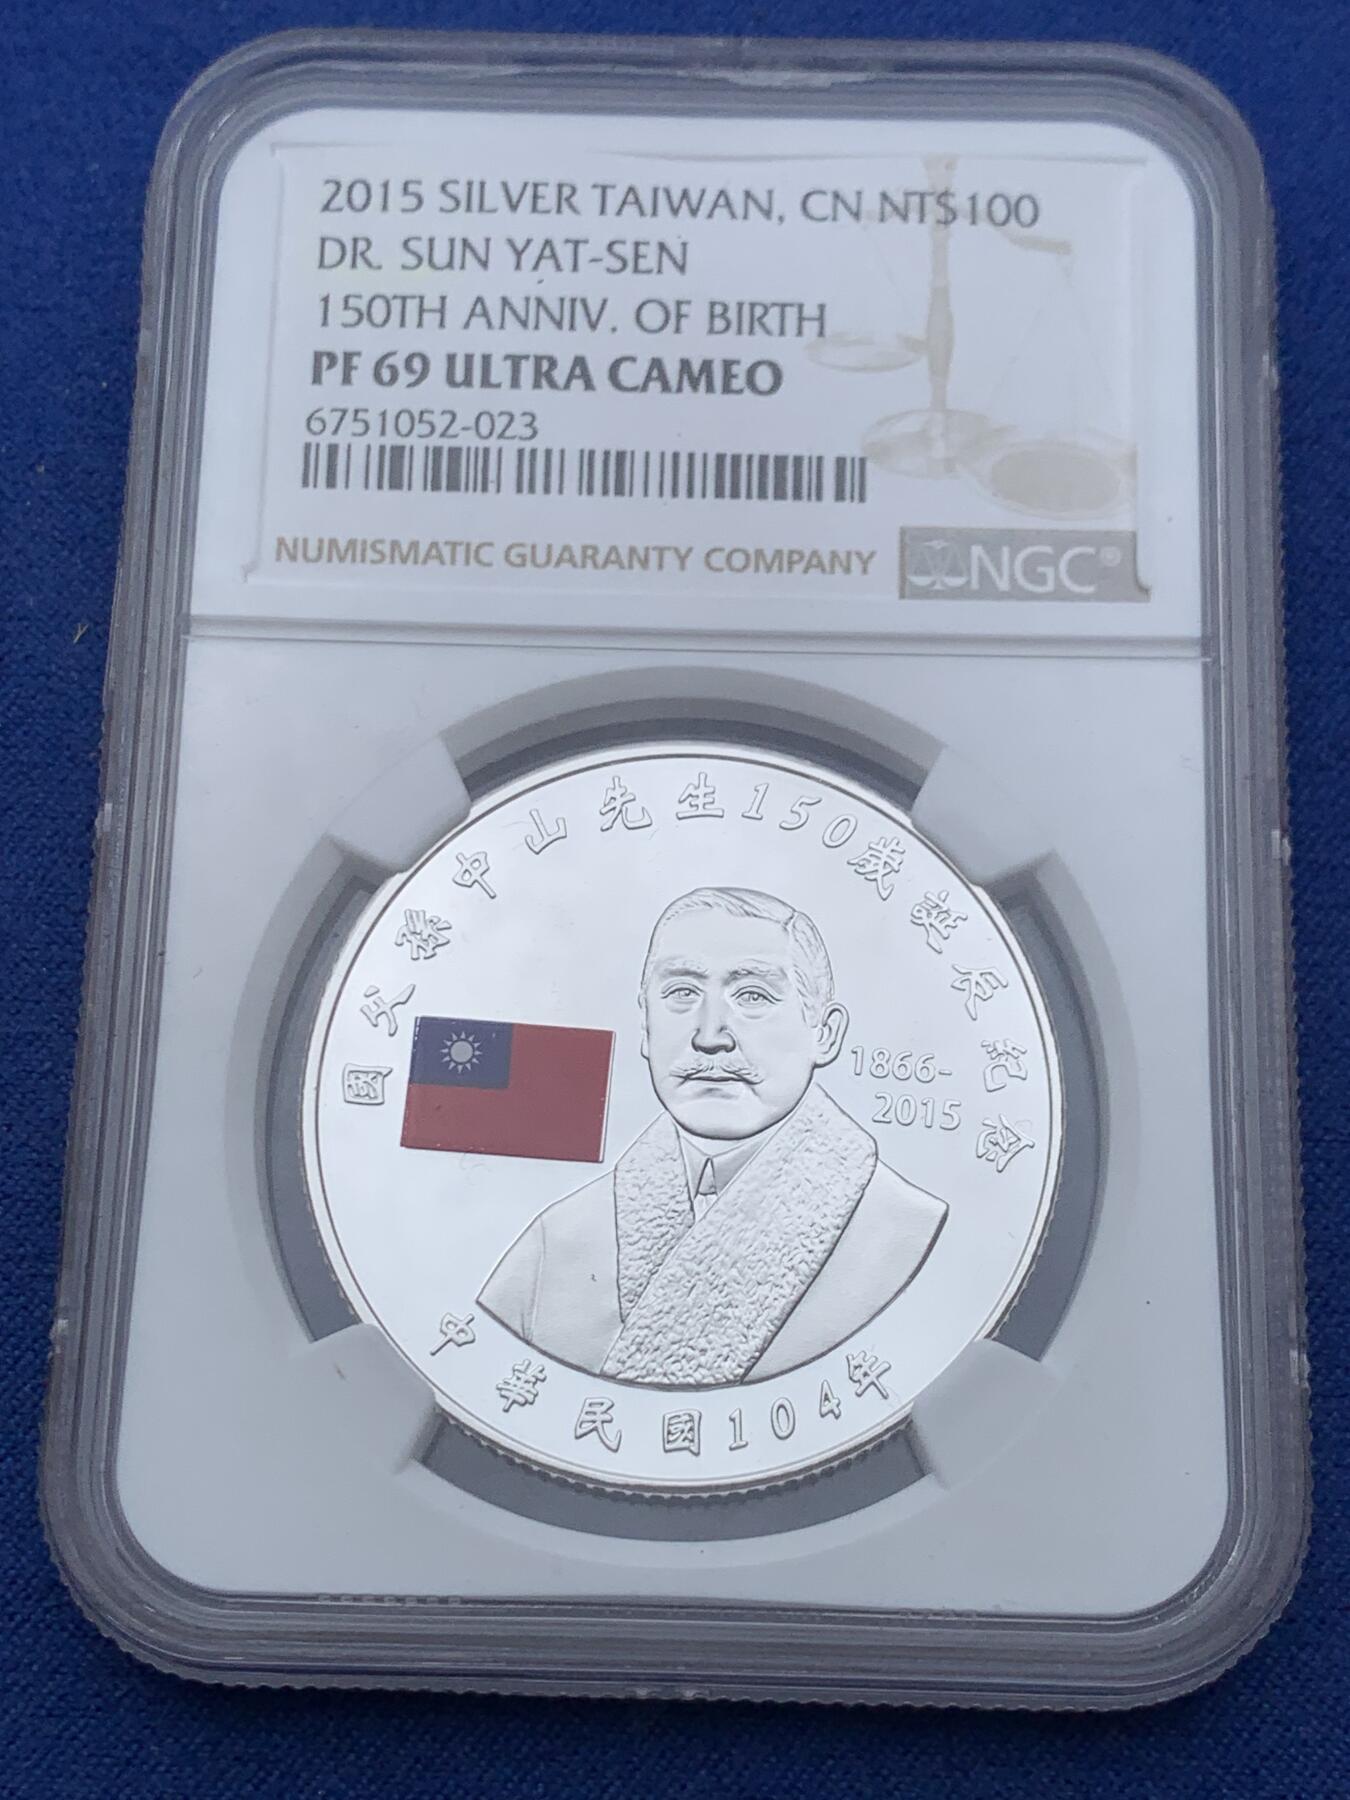 2015 SILVER TAIWAN, CN NT$100
DR. SUN YAT-SEN
150TH ANNIV. OF BIRTH
PF 69 ULTRA CAMEO
6751052-023
NUMISMATIC GUARANTY COMPANY
NGC®
國父孫中山先生150歲誕辰紀念
1866-
2015
中華民國104年